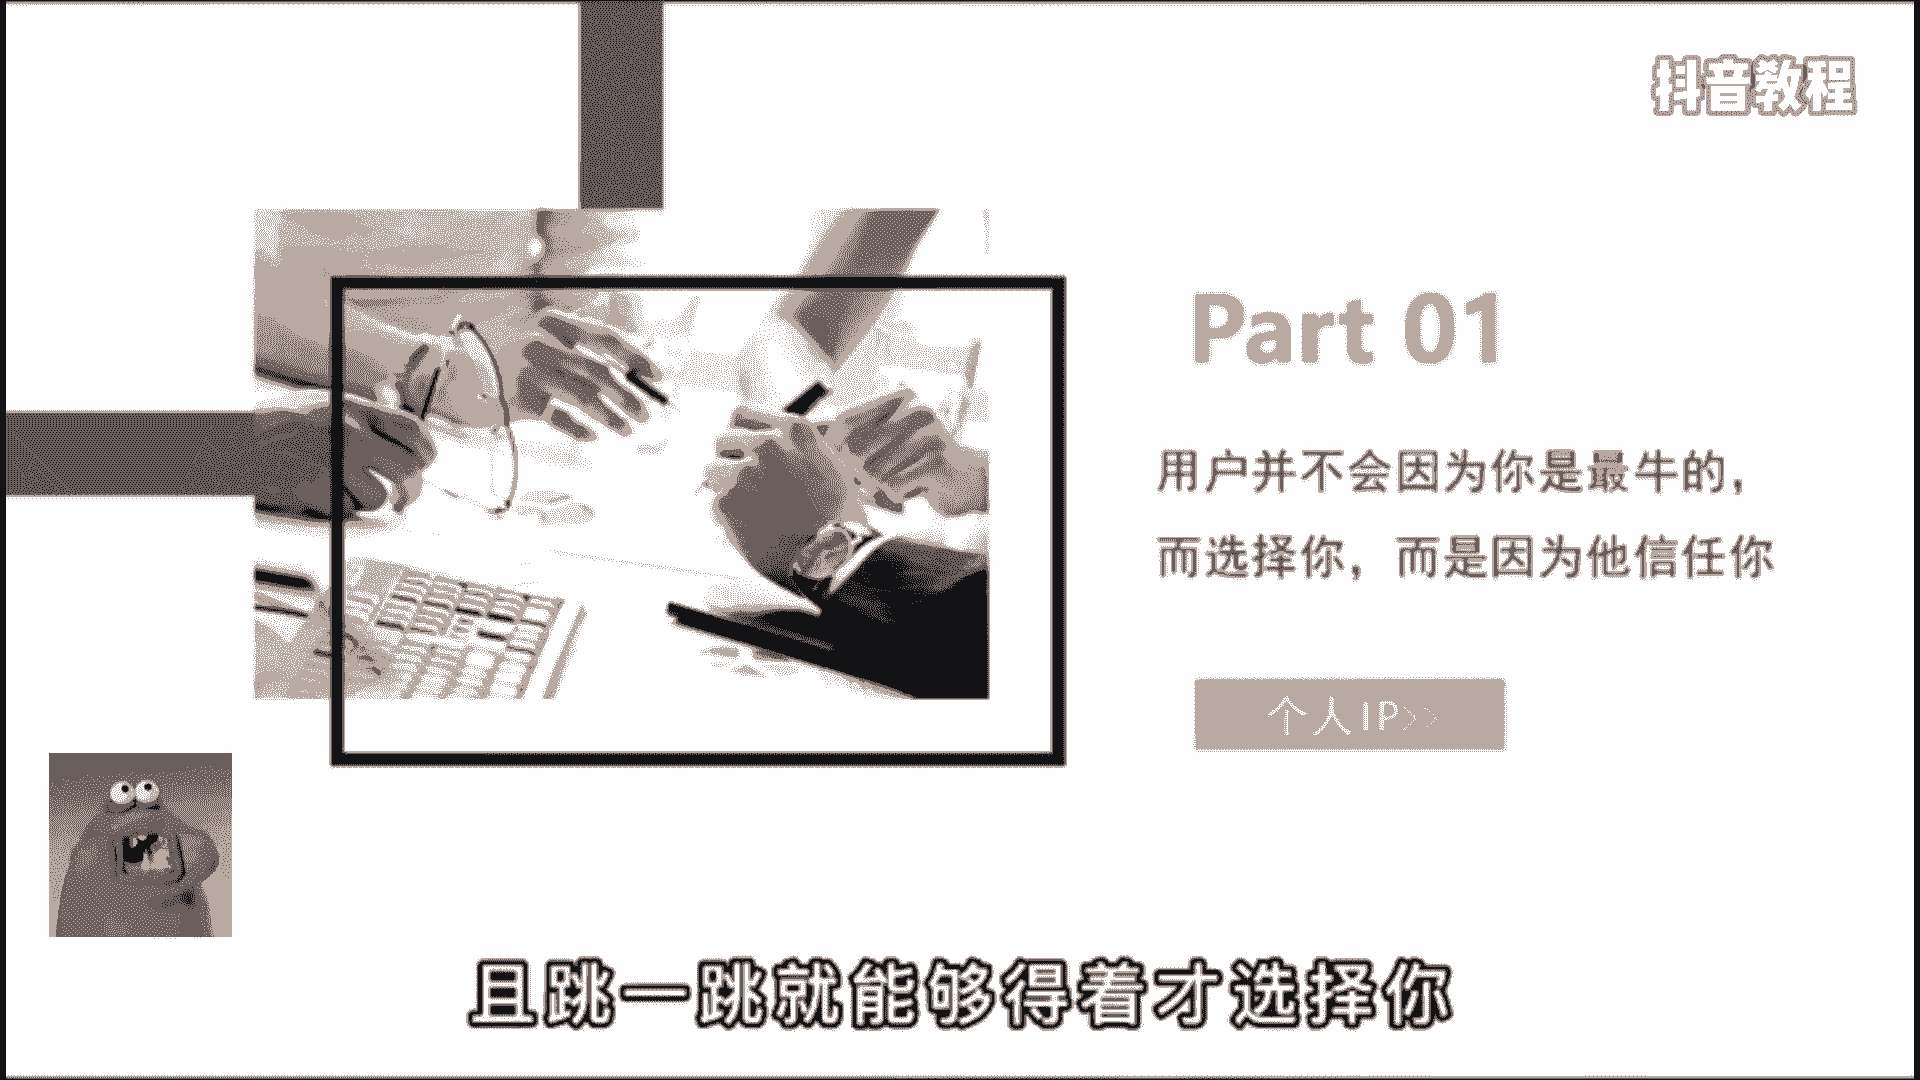 抖音教程
Part 01
用户并不会因为你是最牛的，
而选择你，而是因为他信任你
个人IP>>
且跳一跳就能够得着才选择你